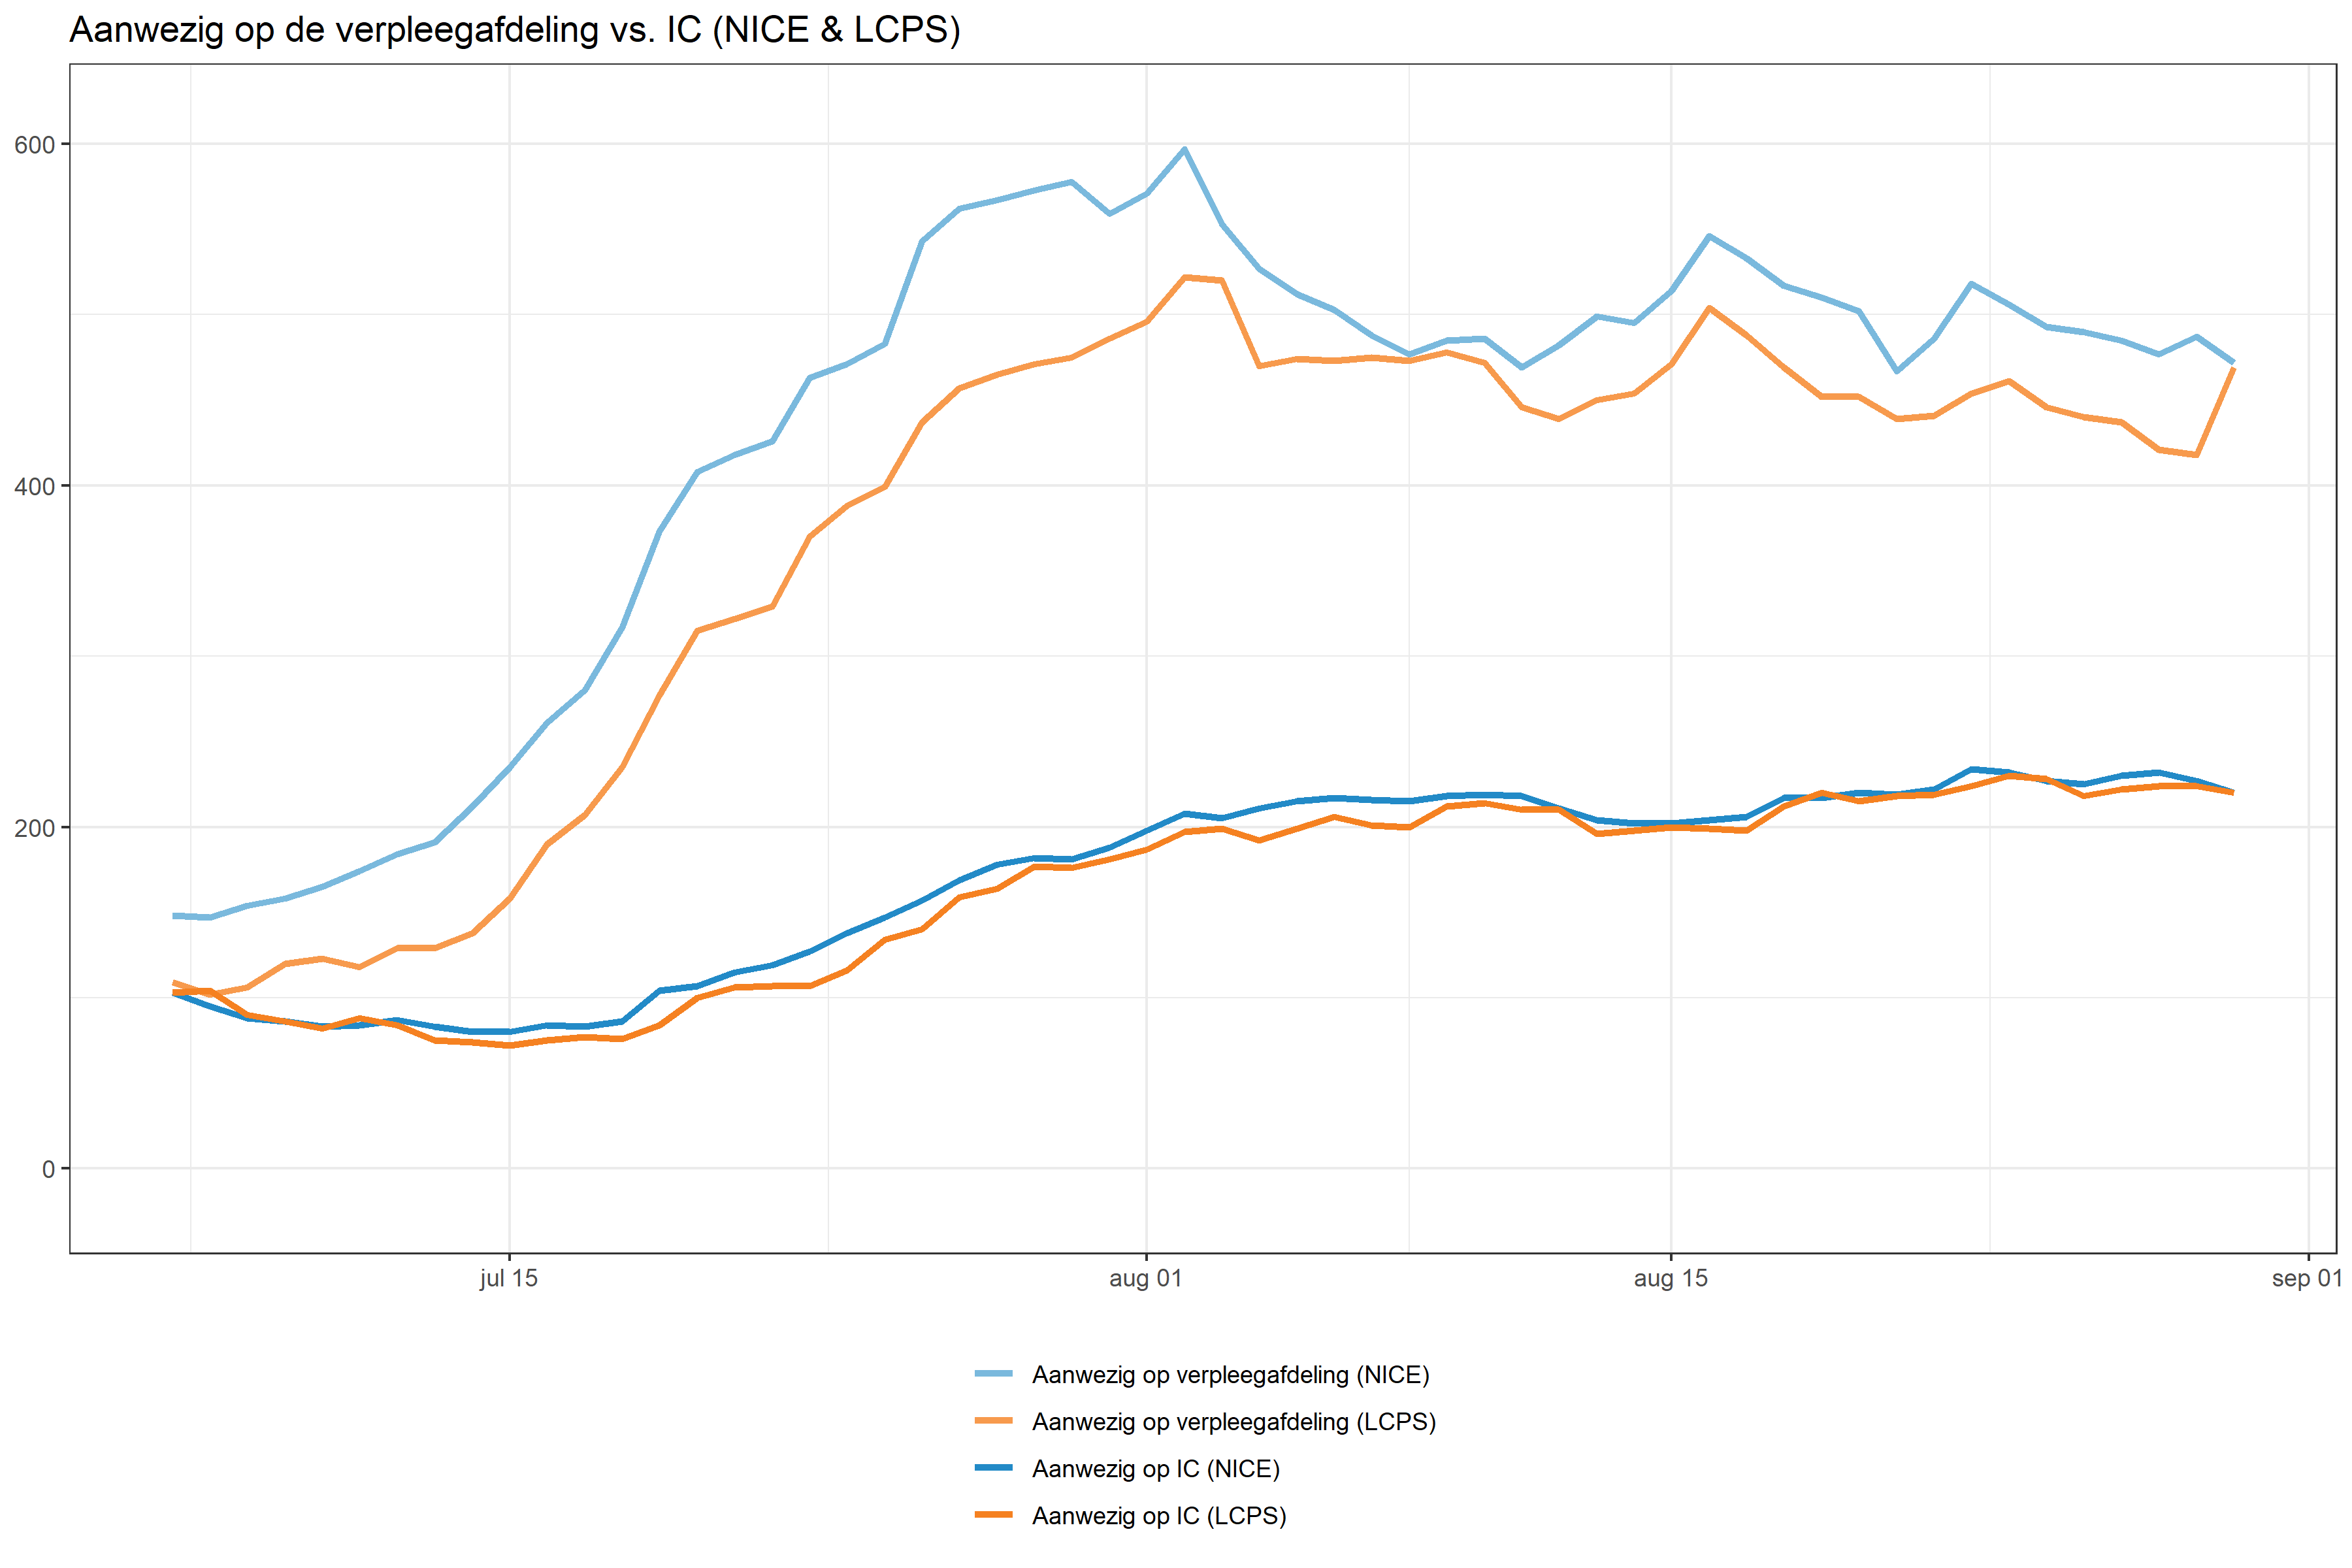 Aanwezig op de verpleegafdeling vs. IC (NICE & LCPS)
600
400
200
0
jul 15
aug 01
aug 15
sep 01
Aanwezig op verpleegafdeling (NICE)
Aanwezig op verpleegafdeling (LCPS)
Aanwezig op IC (NICE)
Aanwezig op IC (LCPS)